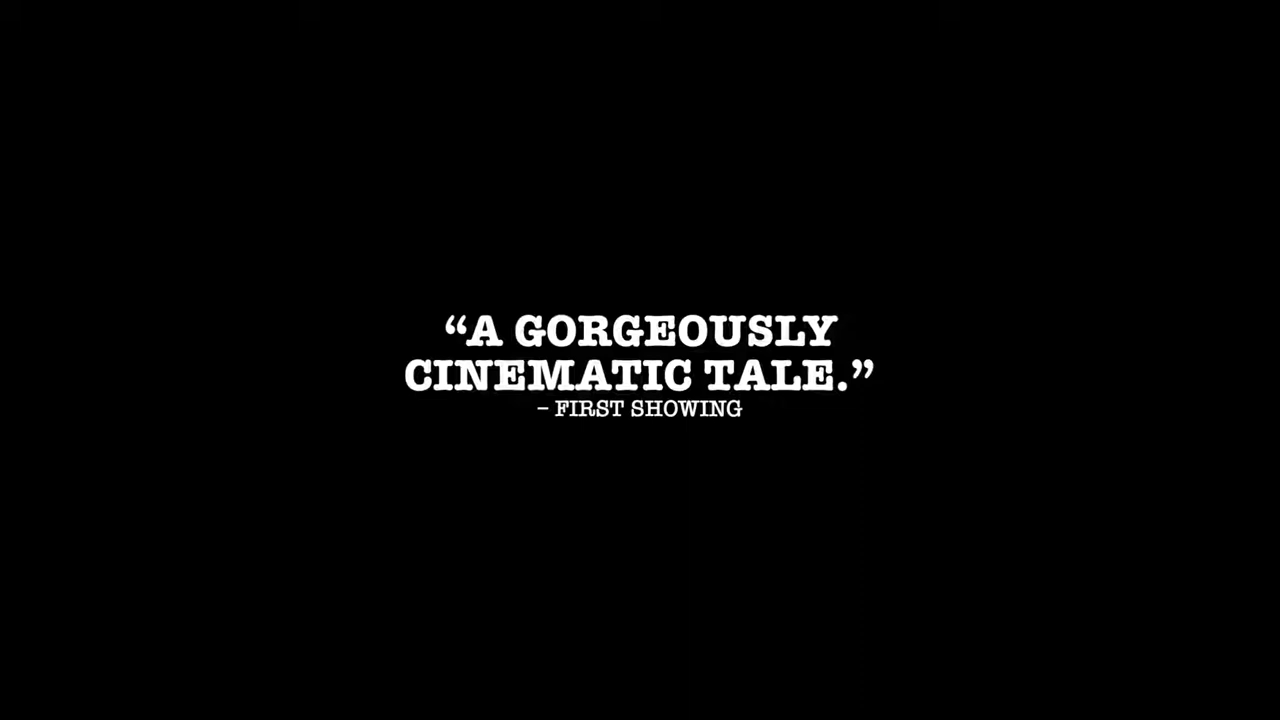 “A GORGEOUSLY
CINEMATIC TALE.”
– FIRST SHOWING